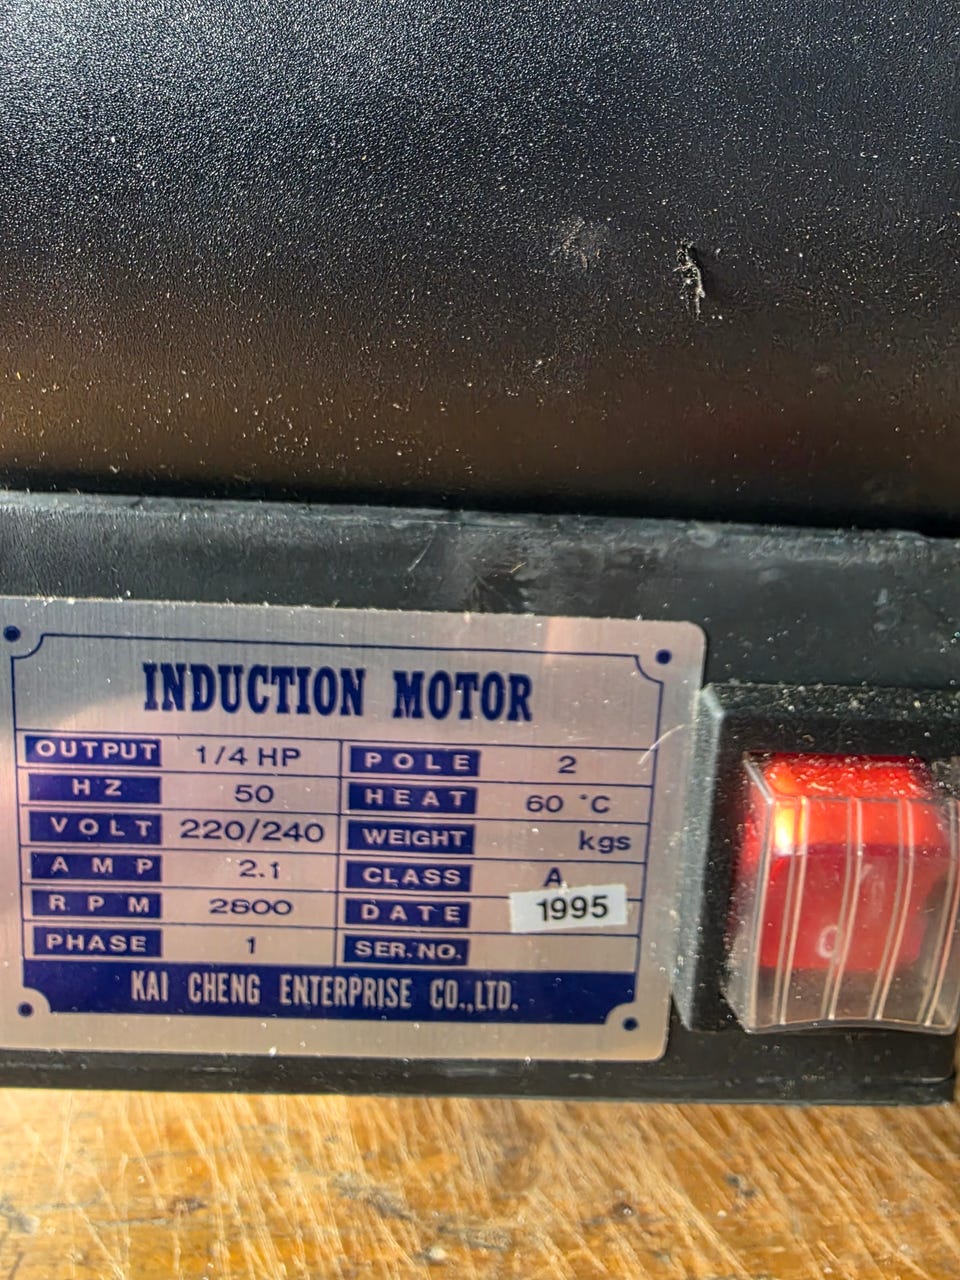 INDUCTION MOTOR
OUTPUT 1/4 HP POLE 2
HZ 50 HEAT 60 °C
VOLT 220/240 WEIGHT kgs
AMP 2.1 CLASS A
RPM 2800 DATE 1995
PHASE 1 SER. NO.
KAI CHENG ENTERPRISE CO.,LTD.